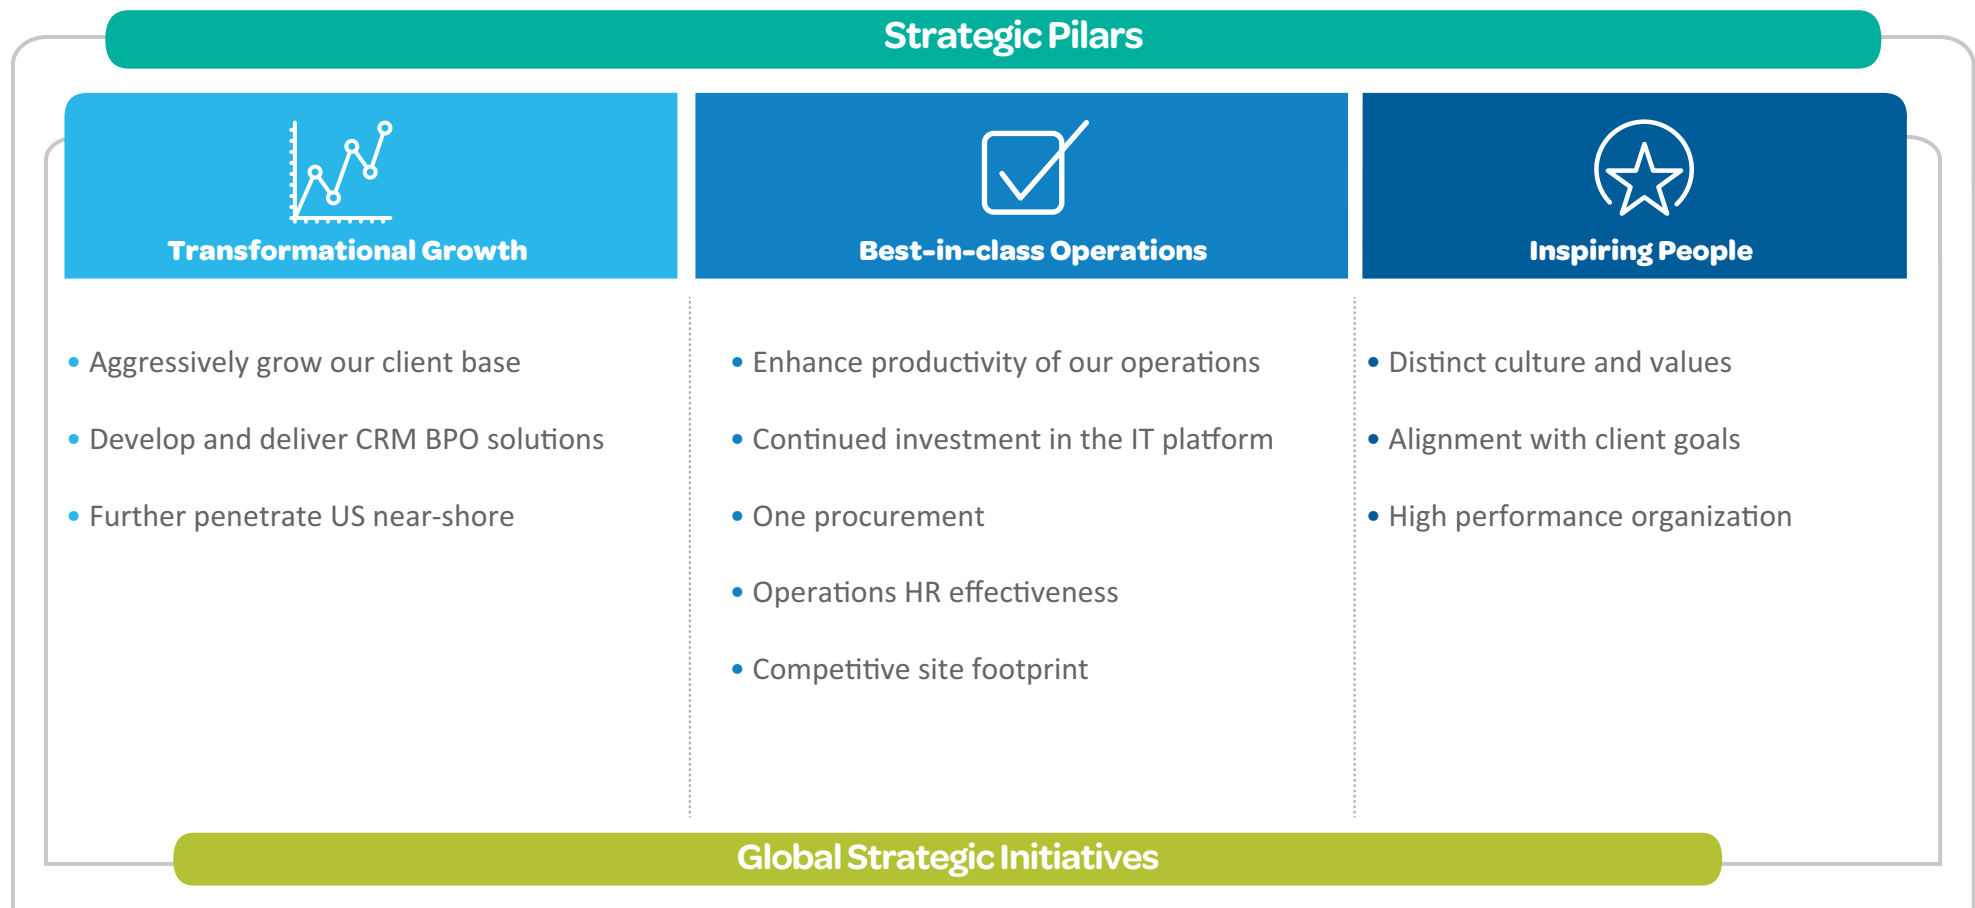 Strategic Pilars
Transformational Growth
Best-in-class Operations
Inspiring People
• Aggressively grow our client base
• Develop and deliver CRM BPO solutions
• Further penetrate US near-shore
• Enhance productivity of our operations
• Continued investment in the IT platform
• One procurement
• Operations HR effectiveness
• Competitive site footprint
• Distinct culture and values
• Alignment with client goals
• High performance organization
Global Strategic Initiatives